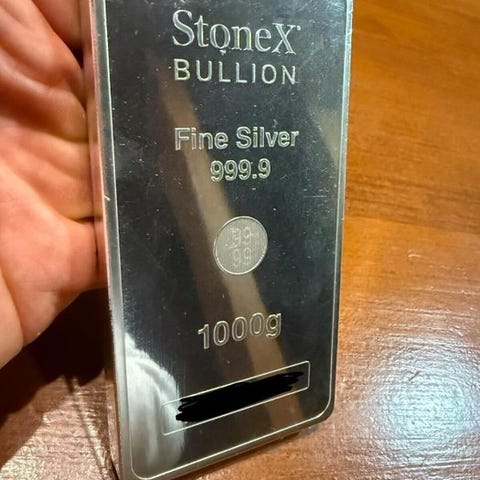 StoneX®
BULLION
Fine Silver
999.9
1000g